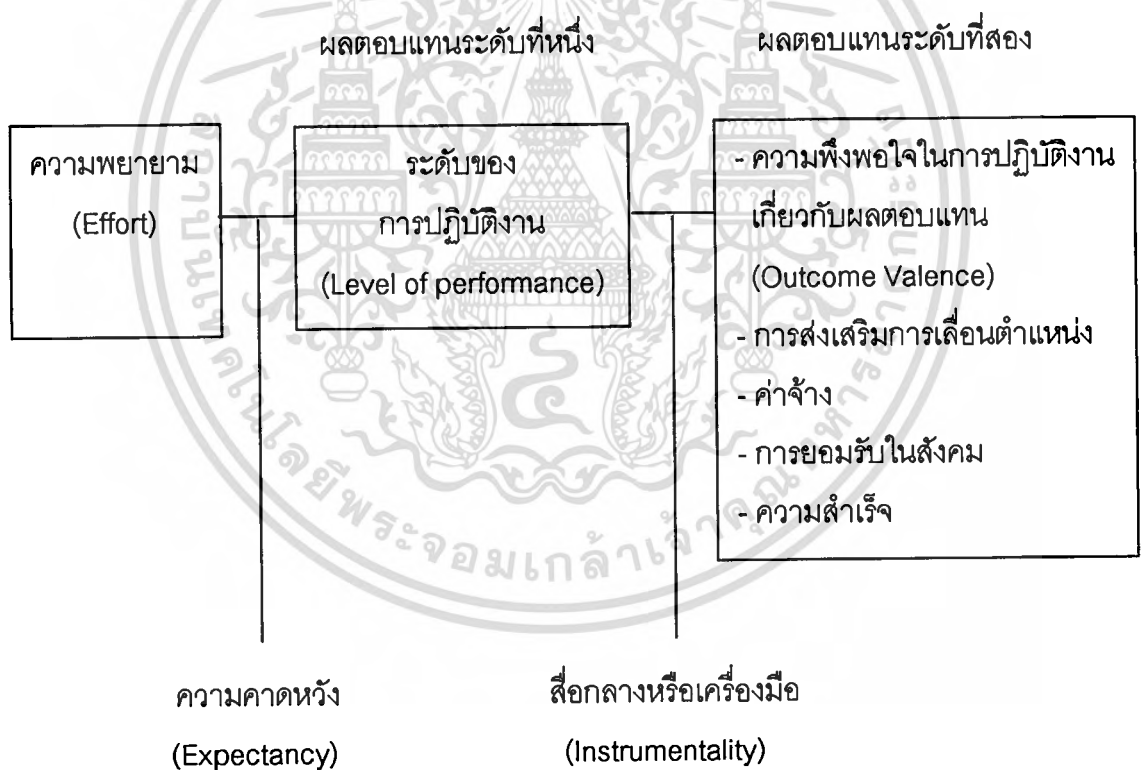 ผลตอบแทนระดับที่หนึ่ง
ผลตอบแทนระดับที่สอง
ความพยายาม
(Effort)
ระดับของ
การปฏิบัติงาน
(Level of performance)
- ความพึงพอใจในการปฏิบัติงาน
เกี่ยวกับผลตอบแทน
(Outcome Valence)
- การส่งเสริมการเลื่อนตำแหน่ง
- ค่าจ้าง
- การยอมรับในสังคม
- ความสำเร็จ
ความคาดหวัง
(Expectancy)
สื่อกลางหรือเครื่องมือ
(Instrumentality)